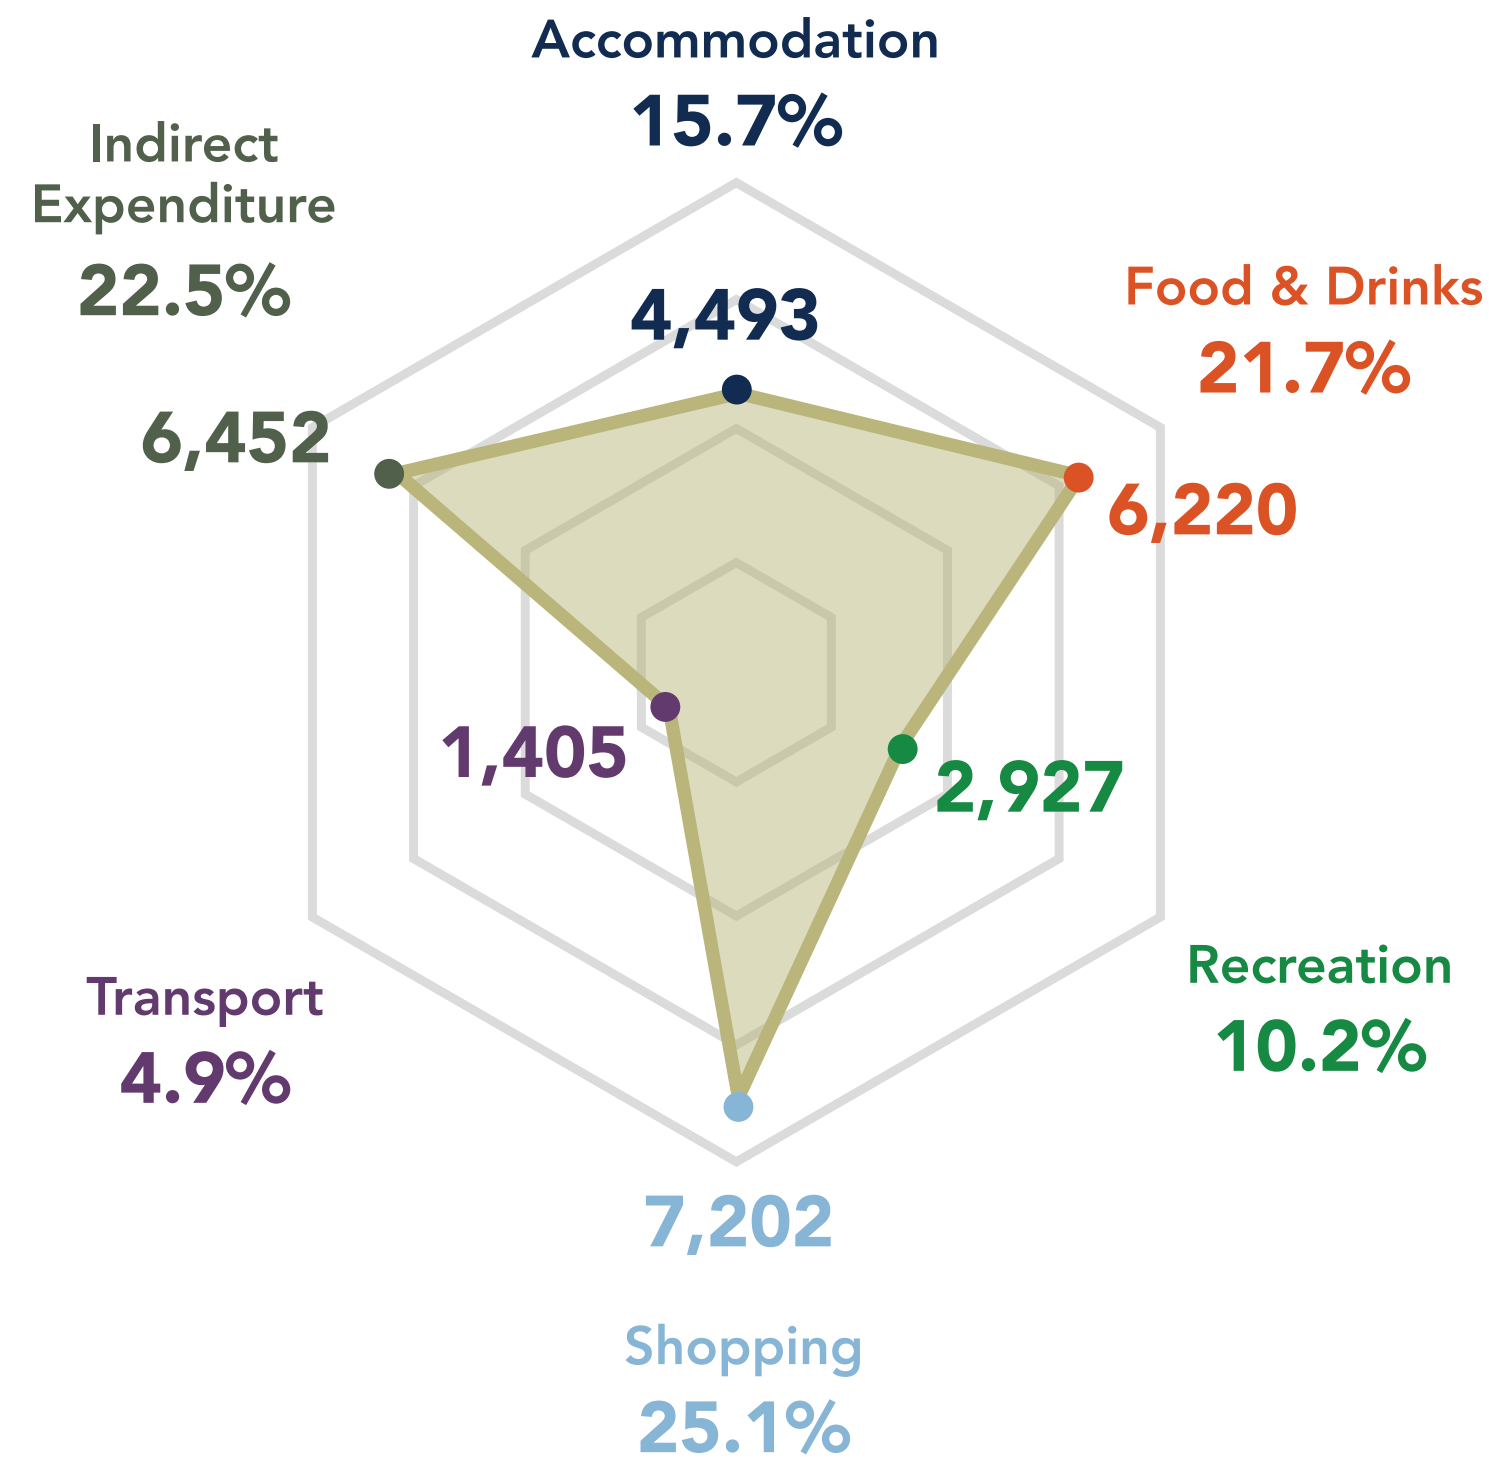 Accommodation
15.7%
Indirect
Expenditure
22.5%
Food & Drinks
21.7%
4,493
6,452
6,220
1,405
2,927
Transport
4.9%
Recreation
10.2%
7,202
Shopping
25.1%